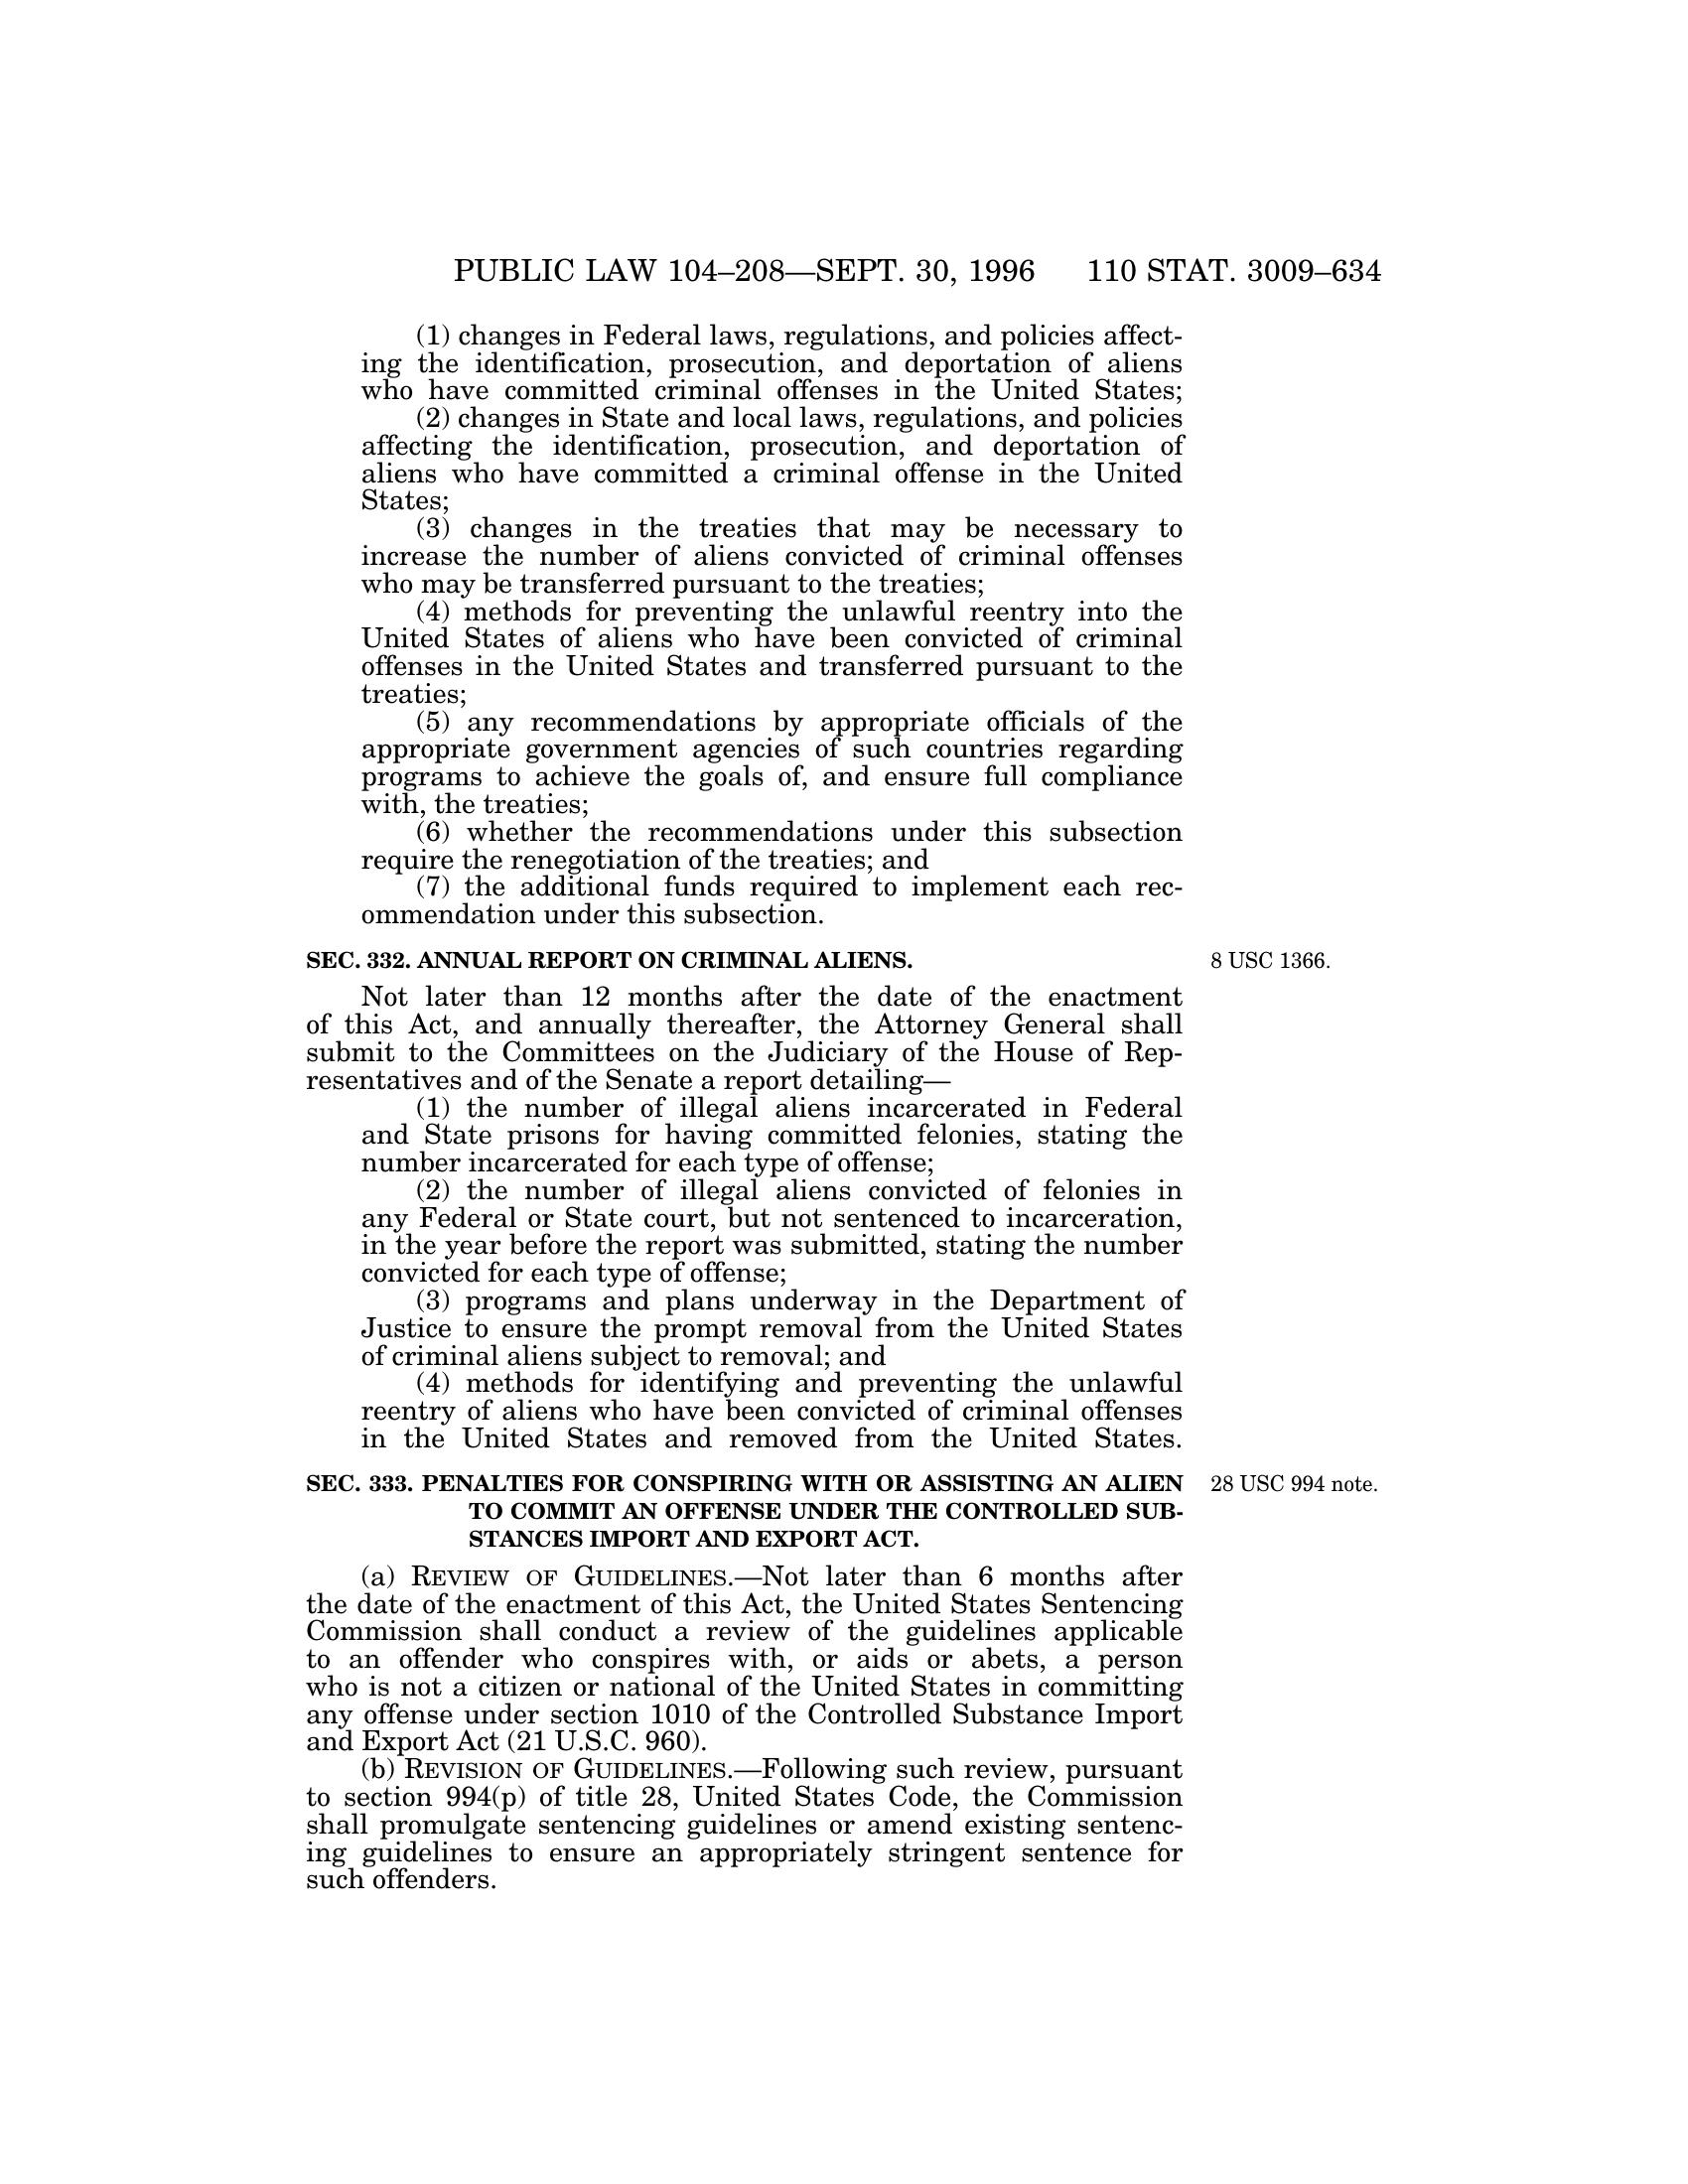 PUBLIC LAW 104–208—SEPT. 30, 1996 110 STAT. 3009–634
(1) changes in Federal laws, regulations, and policies affect-
ing the identification, prosecution, and deportation of aliens
who have committed criminal offenses in the United States;
(2) changes in State and local laws, regulations, and policies
affecting the identification, prosecution, and deportation of
aliens who have committed a criminal offense in the United
States;
(3) changes in the treaties that may be necessary to
increase the number of aliens convicted of criminal offenses
who may be transferred pursuant to the treaties;
(4) methods for preventing the unlawful reentry into the
United States of aliens who have been convicted of criminal
offenses in the United States and transferred pursuant to the
treaties;
(5) any recommendations by appropriate officials of the
appropriate government agencies of such countries regarding
programs to achieve the goals of, and ensure full compliance
with, the treaties;
(6) whether the recommendations under this subsection
require the renegotiation of the treaties; and
(7) the additional funds required to implement each rec-
ommendation under this subsection.
SEC. 332. ANNUAL REPORT ON CRIMINAL ALIENS. 8 USC 1366.
Not later than 12 months after the date of the enactment
of this Act, and annually thereafter, the Attorney General shall
submit to the Committees on the Judiciary of the House of Rep-
resentatives and of the Senate a report detailing—
(1) the number of illegal aliens incarcerated in Federal
and State prisons for having committed felonies, stating the
number incarcerated for each type of offense;
(2) the number of illegal aliens convicted of felonies in
any Federal or State court, but not sentenced to incarceration,
in the year before the report was submitted, stating the number
convicted for each type of offense;
(3) programs and plans underway in the Department of
Justice to ensure the prompt removal from the United States
of criminal aliens subject to removal; and
(4) methods for identifying and preventing the unlawful
reentry of aliens who have been convicted of criminal offenses
in the United States and removed from the United States.
SEC. 333. PENALTIES FOR CONSPIRING WITH OR ASSISTING AN ALIEN 28 USC 994 note.
TO COMMIT AN OFFENSE UNDER THE CONTROLLED SUB-
STANCES IMPORT AND EXPORT ACT.
(a) REVIEW OF GUIDELINES.—Not later than 6 months after
the date of the enactment of this Act, the United States Sentencing
Commission shall conduct a review of the guidelines applicable
to an offender who conspires with, or aids or abets, a person
who is not a citizen or national of the United States in committing
any offense under section 1010 of the Controlled Substance Import
and Export Act (21 U.S.C. 960).
(b) REVISION OF GUIDELINES.—Following such review, pursuant
to section 994(p) of title 28, United States Code, the Commission
shall promulgate sentencing guidelines or amend existing sentenc-
ing guidelines to ensure an appropriately stringent sentence for
such offenders.